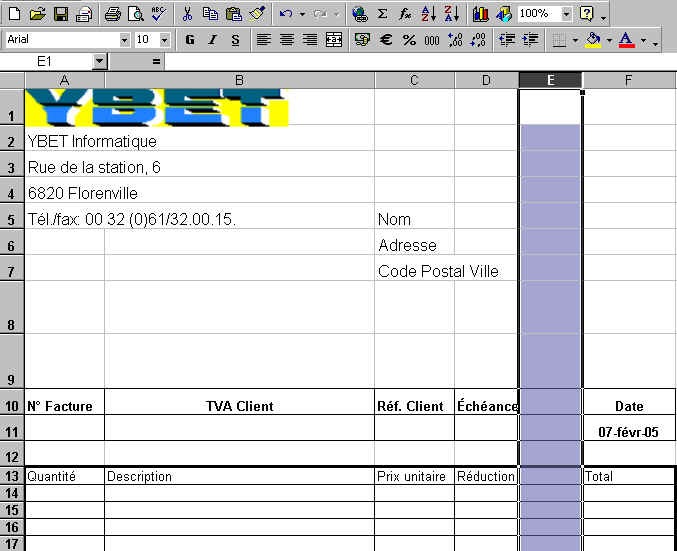 100%
Arial 10 G I S € % 000
E1 =
A B C D E F
1 YBET
2 YBET Informatique
3 Rue de la station, 6
4 6820 Florenville
5 Tél./fax: 00 32 (0)61/32.00.15. Nom
6 Adresse
7 Code Postal Ville
8
9
10 N° Facture TVA Client Réf. Client Échéance Date
11 07-févr-05
12
13 Quantité Description Prix unitaire Réduction Total
14
15
16
17